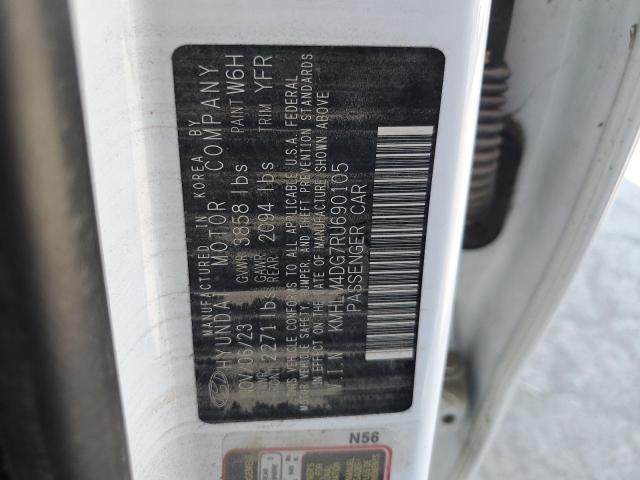 MANUFACTURED IN KOREA BY
HYUNDAI MOTOR COMPANY
NOV/06/23 GVWR 3858 lbs PAINT W6H
2271 lbs GAWR REAR 2094 lbs TRIM YFR
THIS VEHICLE CONFORMS TO ALL APPLICABLE U.S.A. FEDERAL
MOTOR VEHICLE SAFETY, BUMPER, AND THEFT PREVENTION STANDARDS
IN EFFECT ON THE DATE OF MANUFACTURE SHOWN ABOVE
V.I.N KMHLM4DG7RU690105
PASSENGER CAR
N56